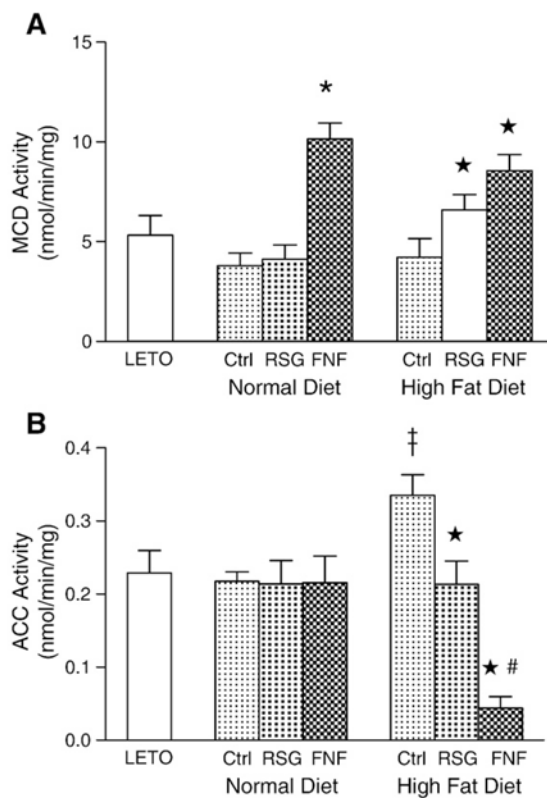 A
15
10
5
0
MCD Activity
(nmol/min/mg)
*
★
★
LETO
Ctrl RSG FNF
Ctrl RSG FNF
Normal Diet
High Fat Diet
B
0.4
0.3
0.2
0.1
0.0
ACC Activity
(nmol/min/mg)
‡
★
★ #
LETO
Ctrl RSG FNF
Ctrl RSG FNF
Normal Diet
High Fat Diet